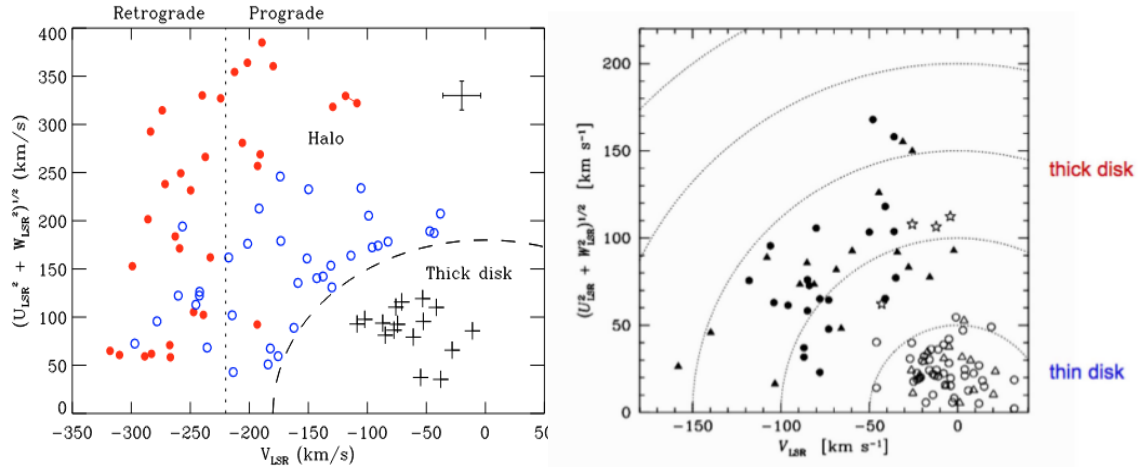 Retrograde Prograde
400
350
300
250
200
150
100
50
0
(U_LSR² + W_LSR²)^1/2 (km/s)
Halo
Thick disk
-350 -300 -250 -200 -150 -100 -50 0 50
V_LSR (km/s)
200
150
100
50
0
(U²_LSR + W²_LSR)^1/2 [km s⁻¹]
-150 -100 -50 0
V_LSR [km s⁻¹]
thick disk
thin disk